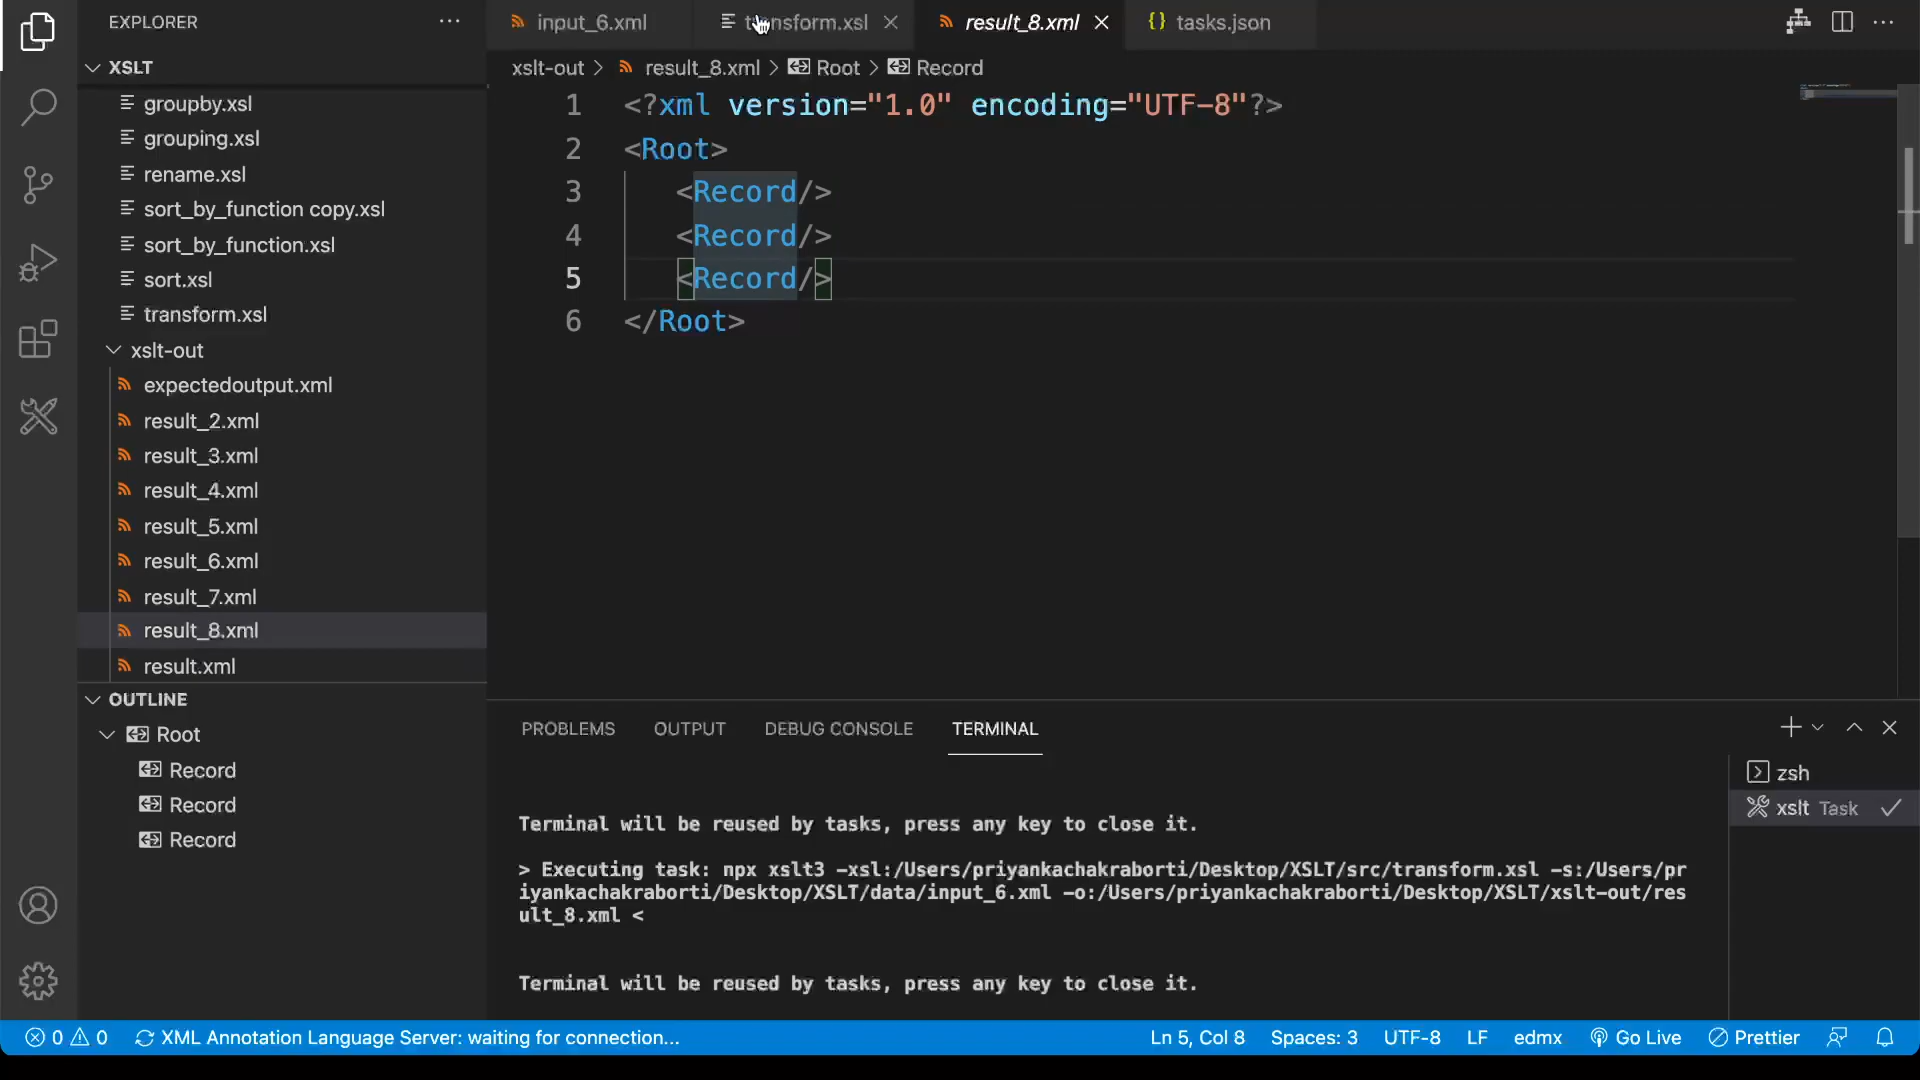 EXPLORER
XSLT
groupby.xsl
grouping.xsl
rename.xsl
sort_by_function copy.xsl
sort_by_function.xsl
sort.xsl
transform.xsl
xslt-out
expectedoutput.xml
result_2.xml
result_3.xml
result_4.xml
result_5.xml
result_6.xml
result_7.xml
result_8.xml
result.xml
OUTLINE
Root
Record
Record
Record
input_6.xml transform.xsl result_8.xml {} tasks.json
xslt-out > result_8.xml > Root > Record
1 <?xml version="1.0" encoding="UTF-8"?>
2 <Root>
3 <Record/>
4 <Record/>
5 <Record/>
6 </Root>
PROBLEMS OUTPUT DEBUG CONSOLE TERMINAL
Terminal will be reused by tasks, press any key to close it.
> Executing task: npx xslt3 -xsl:/Users/priyankachakraborti/Desktop/XSLT/src/transform.xsl -s:/Users/pr
iyankachakraborti/Desktop/XSLT/data/input_6.xml -o:/Users/priyankachakraborti/Desktop/XSLT/xslt-out/res
ult_8.xml <
Terminal will be reused by tasks, press any key to close it.
zsh
xslt Task
0 0 XML Annotation Language Server: waiting for connection... Ln 5, Col 8 Spaces: 3 UTF-8 LF edmx Go Live Prettier